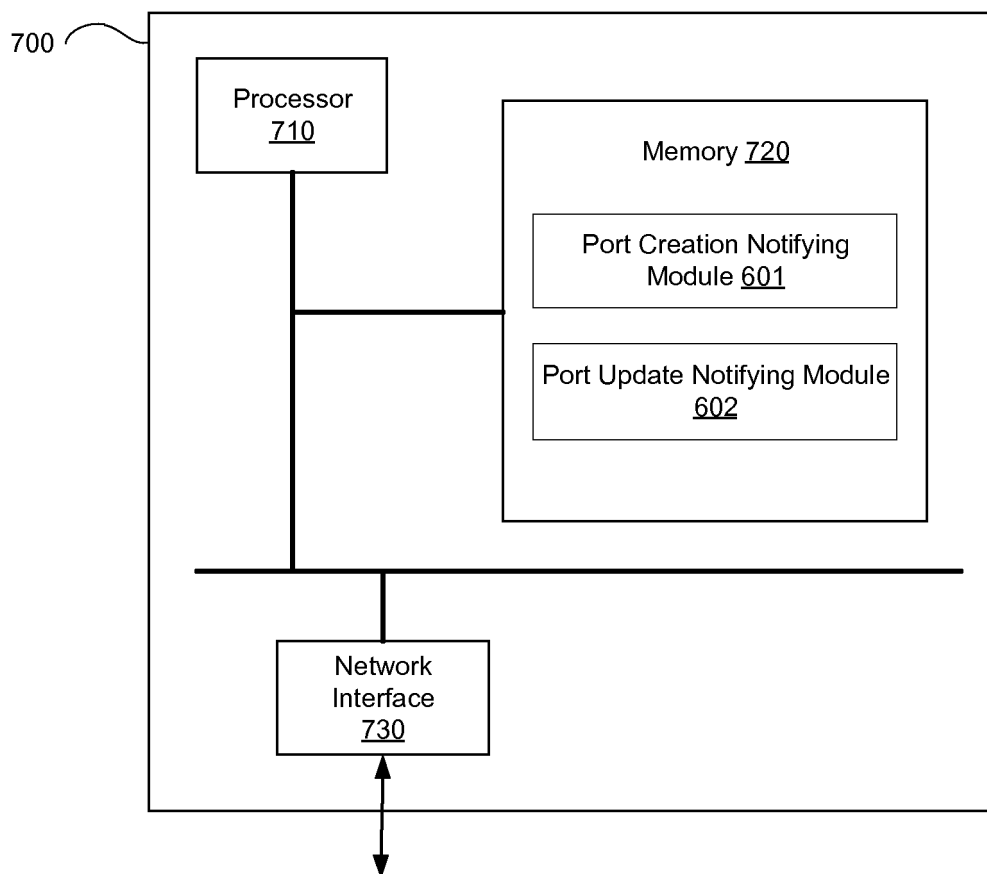 700
Processor
710
Memory 720
Port Creation Notifying
Module 601
Port Update Notifying Module
602
Network
Interface
730